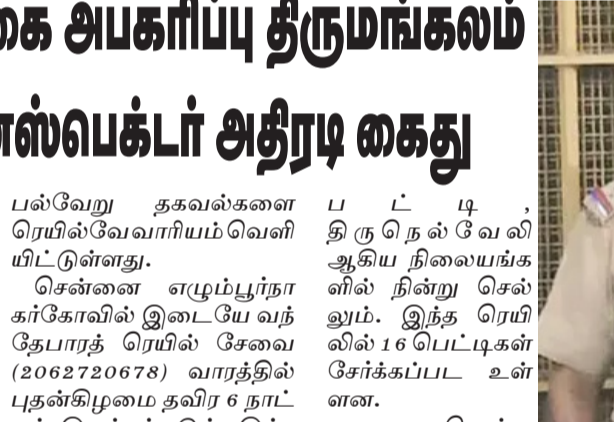 கை அபகரிப்பு திருமங்கலம்
ன்ஸ்பெக்டர் அதிரடி கைது
பல்வேறு தகவல்களை
ரெயில்வேவாரியம்வெளி
யிட்டுள்ளது.
சென்னை எழும்பூர்நா
கர்கோவில் இடையே வந்
தேபாரத் ரெயில் சேவை
(2062720678) வாரத்தில்
புதன்கிழமை தவிர 6 நாட்
பட்டி,
திருநெல்வேலி
ஆகிய நிலையங்க
ளில் நின்று செல்
லும். இந்த ரெயி
லில் 16 பெட்டிகள்
சேர்க்கப்பட உள்
ளன.